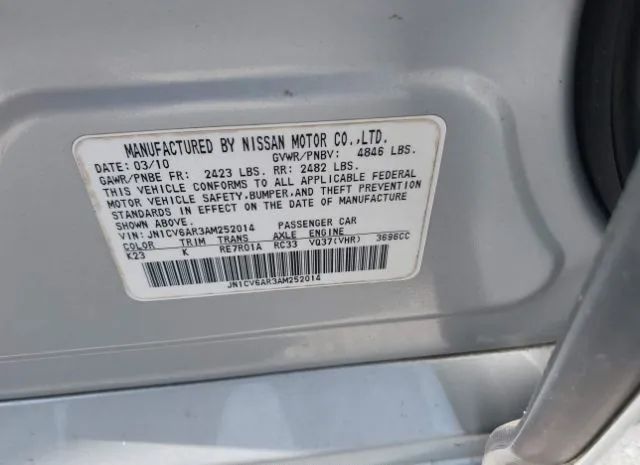 MANUFACTURED BY NISSAN MOTOR CO.,LTD.
DATE: 03/10 GVWR/PNBV: 4846 LBS.
GAWR/PNBE FR: 2423 LBS. RR: 2482 LBS.
THIS VEHICLE CONFORMS TO ALL APPLICABLE FEDERAL
MOTOR VEHICLE SAFETY,BUMPER,AND THEFT PREVENTION
STANDARDS IN EFFECT ON THE DATE OF MANUFACTURE
SHOWN ABOVE.
VIN: JN1CV6AR3AM252014 PASSENGER CAR
COLOR TRIM TRANS AXLE ENGINE
K23 K RE7R01A RC33 VQ37(VHR) 3696CC
JN1CV6AR3AM252014